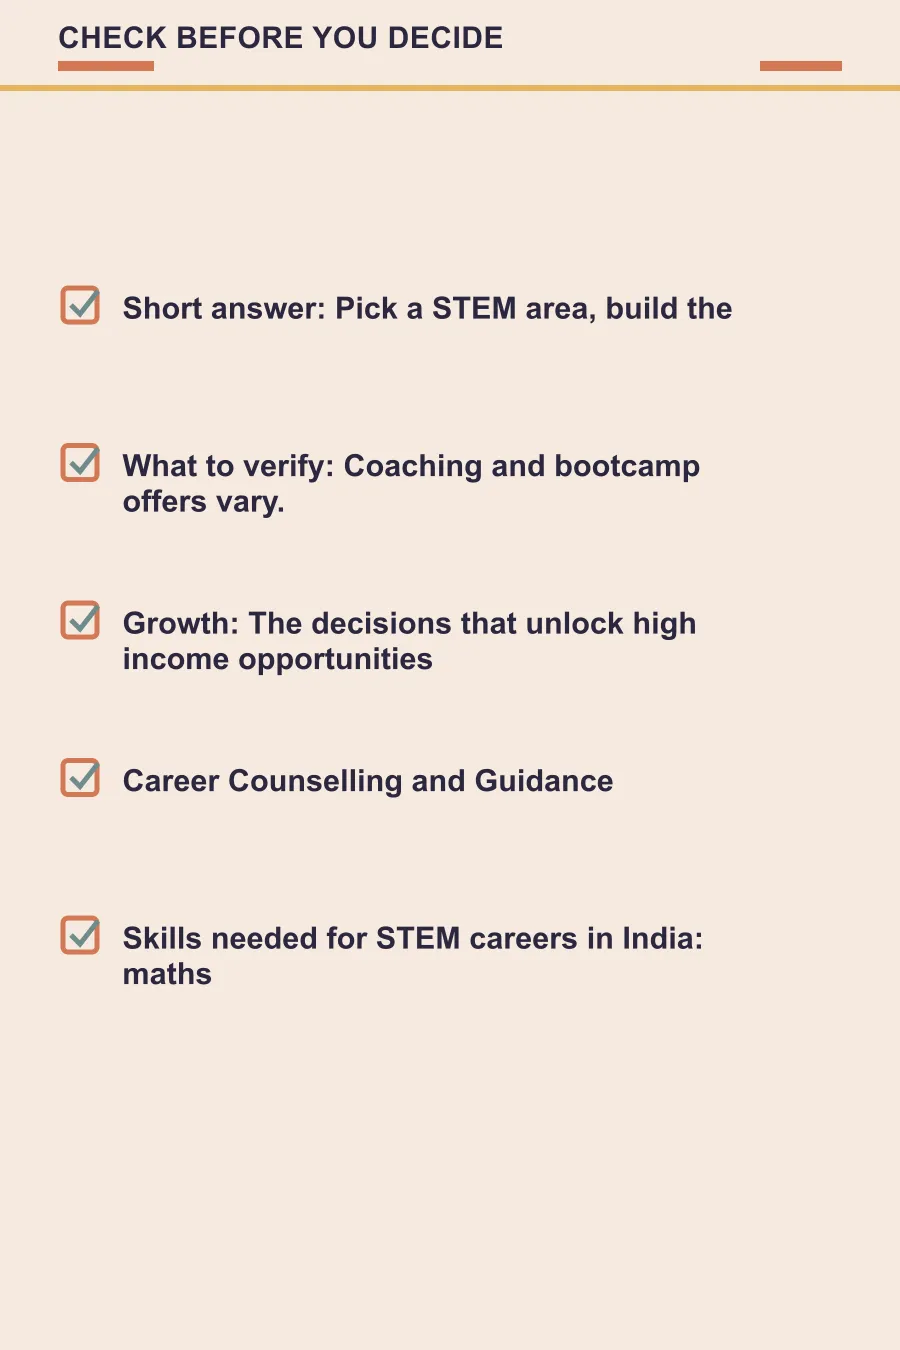 CHECK BEFORE YOU DECIDE
Short answer: Pick a STEM area, build the
What to verify: Coaching and bootcamp
offers vary.
Growth: The decisions that unlock high
income opportunities
Career Counselling and Guidance
Skills needed for STEM careers in India:
maths